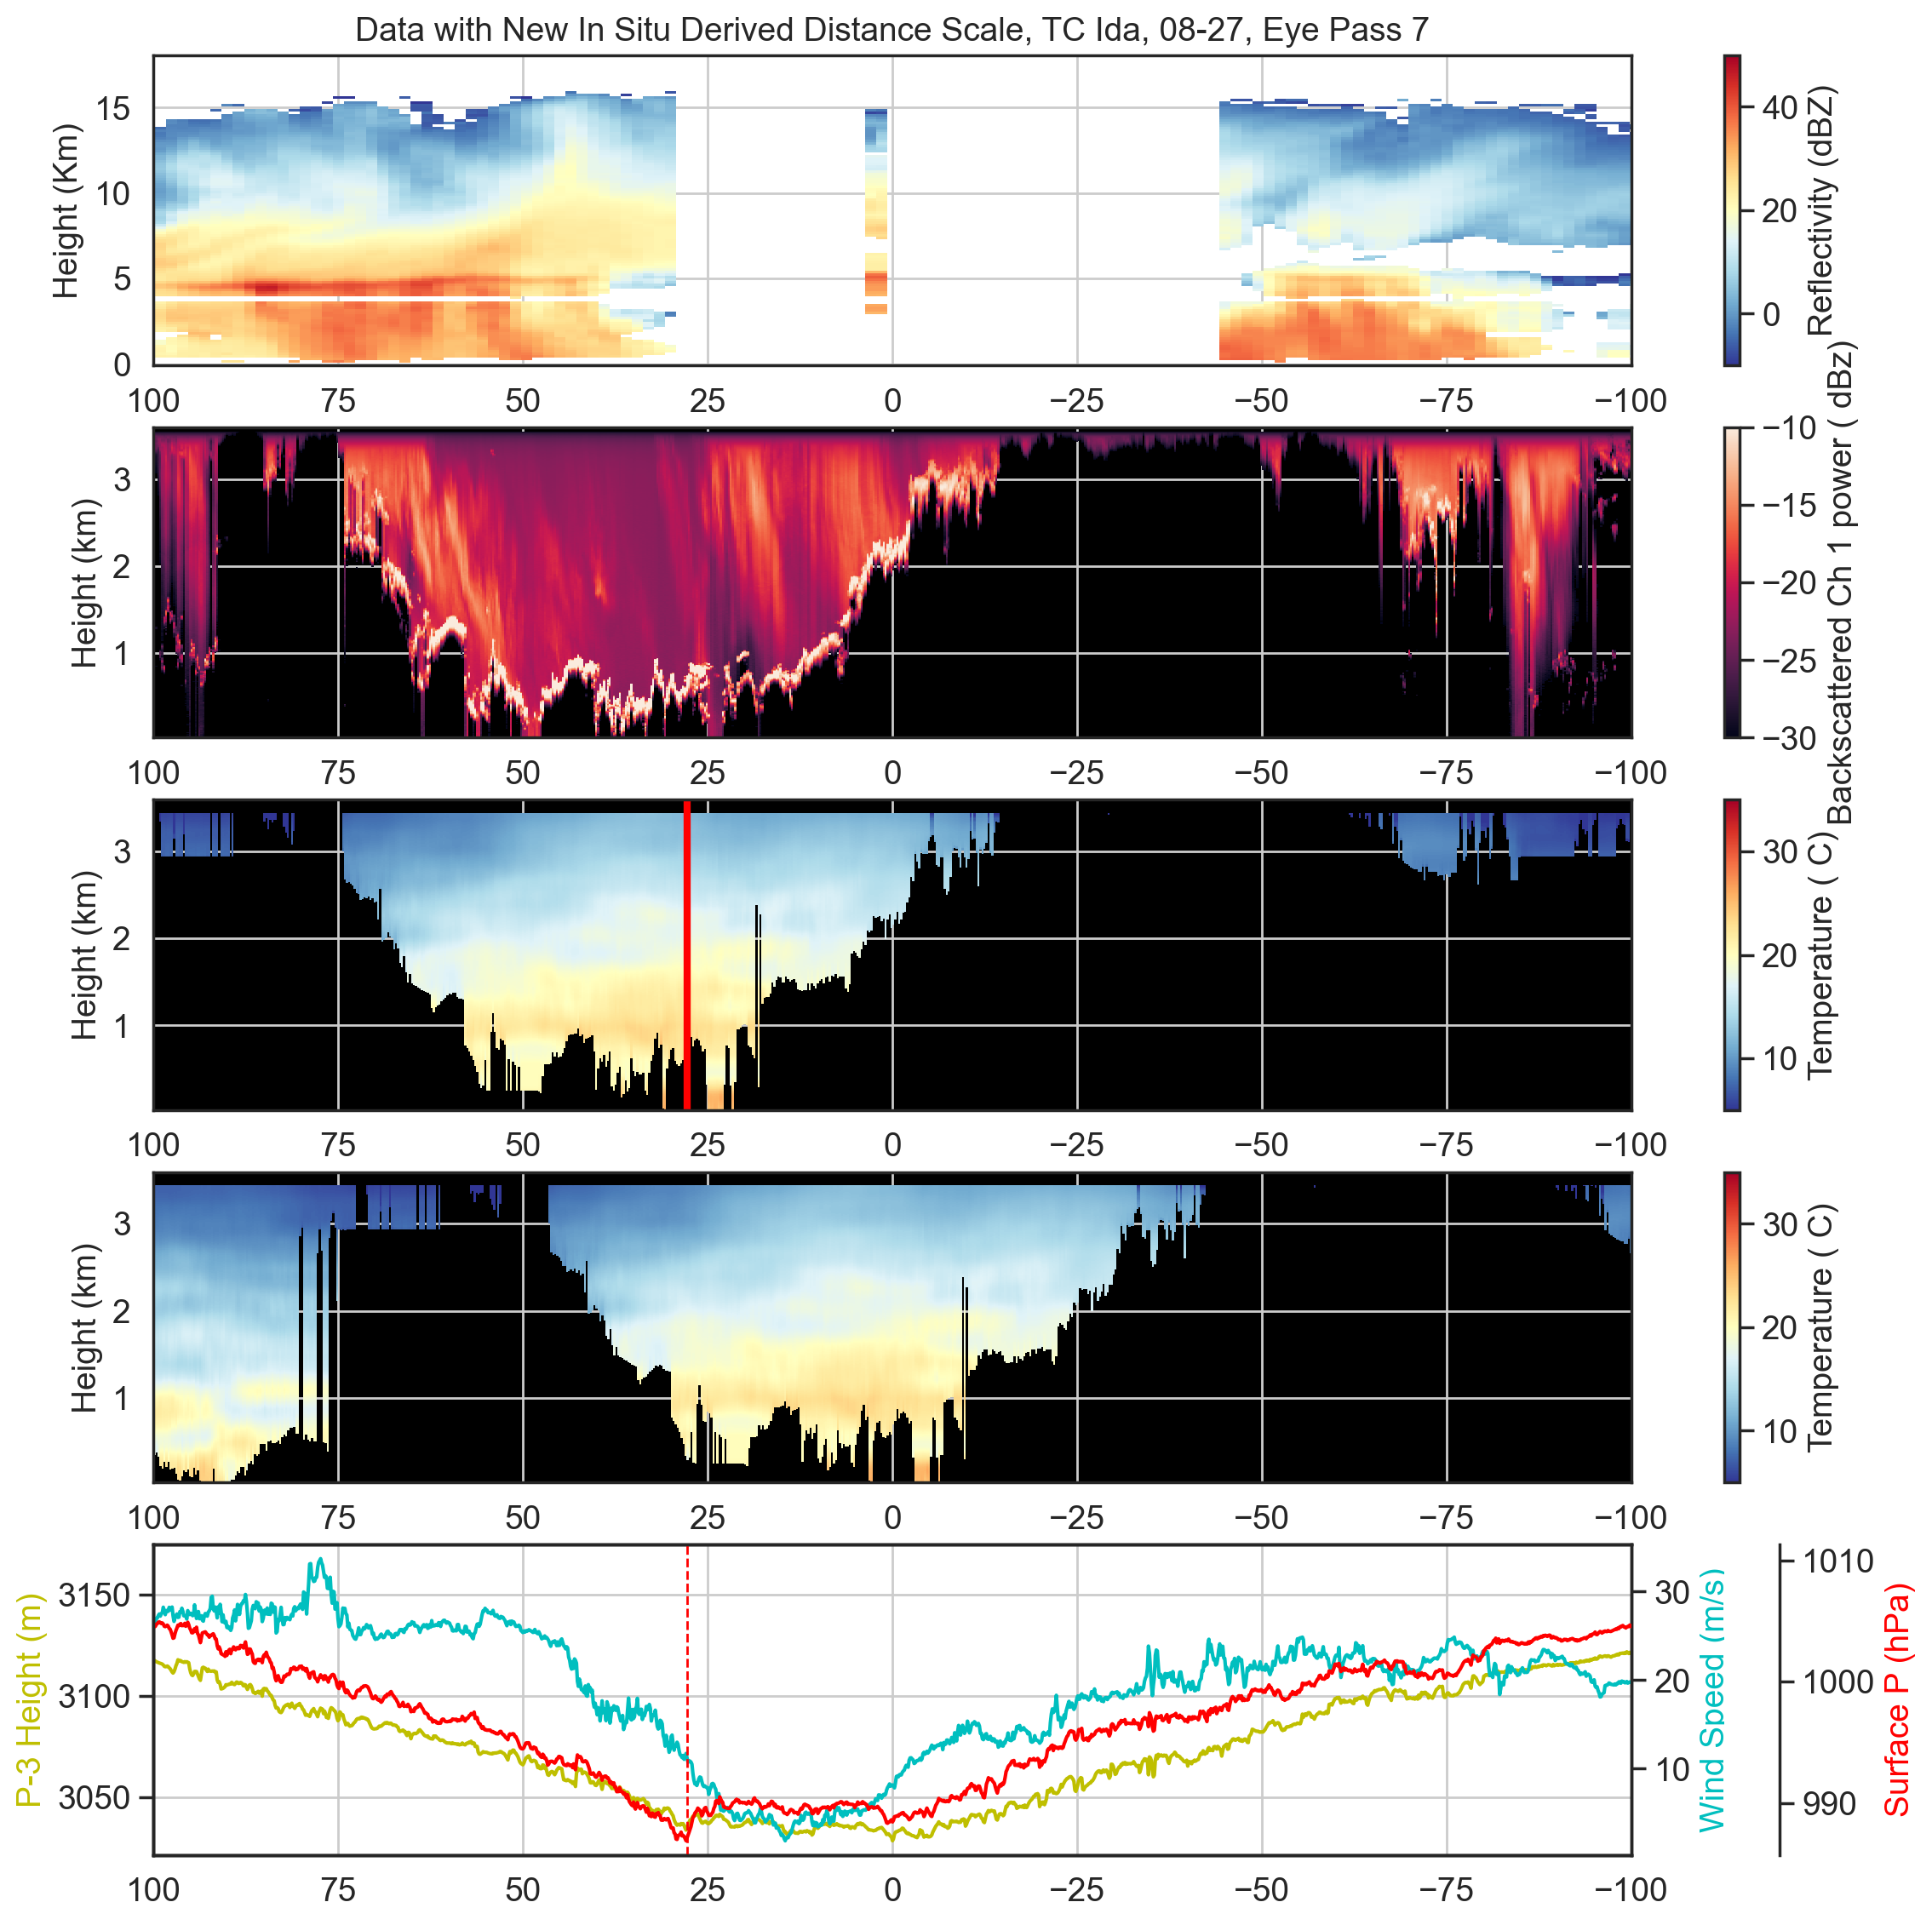 Data with New In Situ Derived Distance Scale, TC Ida, 08-27, Eye Pass 7
Height (Km)
15
10
5
0
100 75 50 25 0 −25 −50 −75 −100
40
20
0
Reflectivity (dBZ)
Height (km)
3
2
1
100 75 50 25 0 −25 −50 −75 −100
−10
−15
−20
−25
−30
Backscattered Ch 1 power ( dBz)
Height (km)
3
2
1
100 75 50 25 0 −25 −50 −75 −100
30
20
10
Temperature ( C)
Height (km)
3
2
1
100 75 50 25 0 −25 −50 −75 −100
30
20
10
Temperature ( C)
P-3 Height (m)
3150
3100
3050
100 75 50 25 0 −25 −50 −75 −100
30
20
10
Wind Speed (m/s)
1010
1000
990
Surface P (hPa)